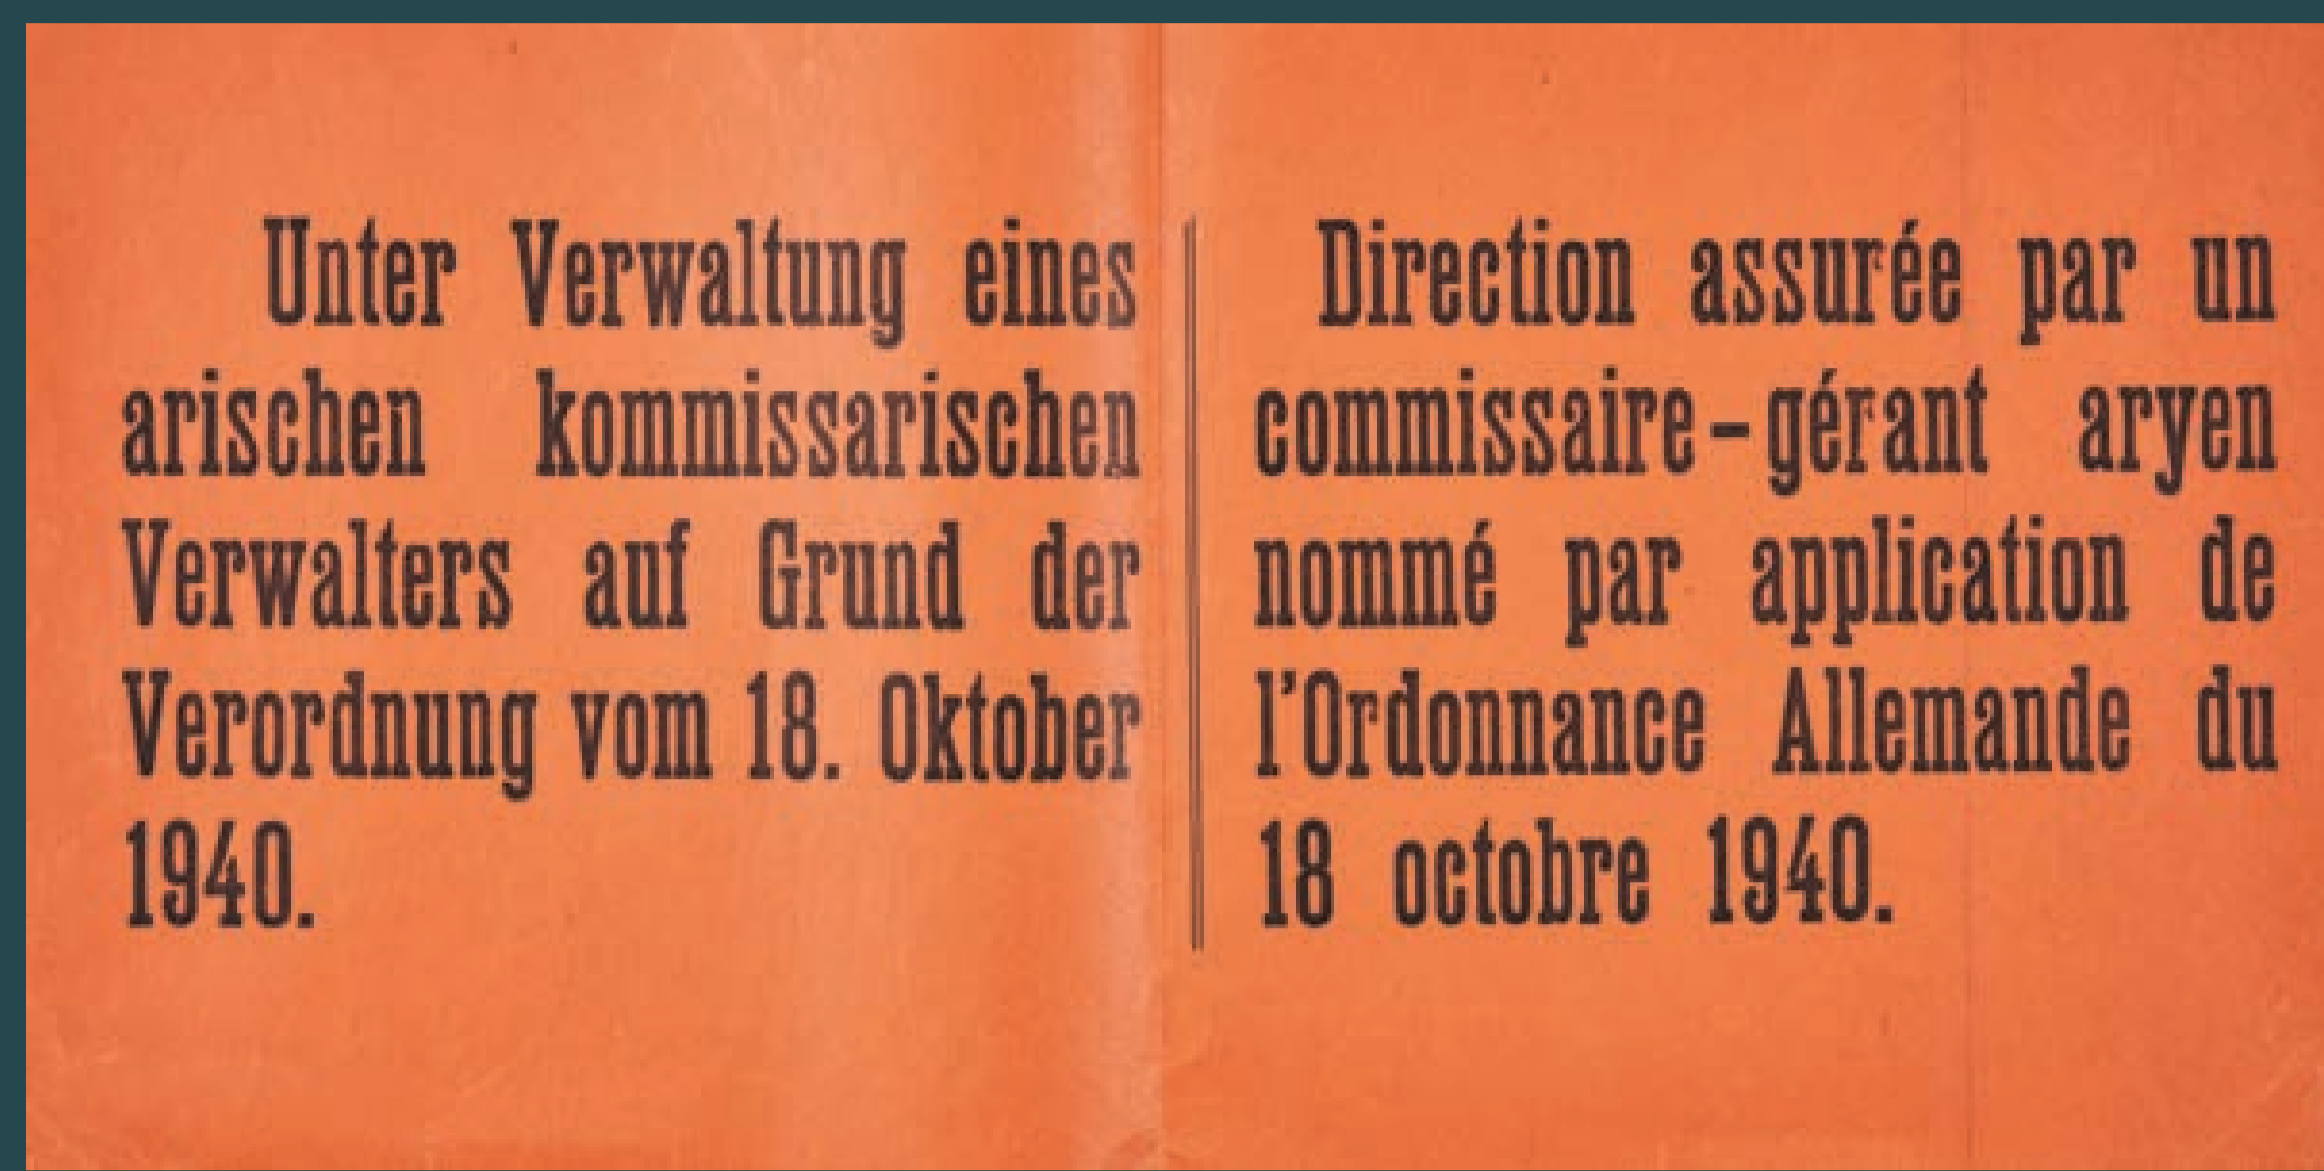 Unter Verwaltung eines
arischen kommissarischen
Verwalters auf Grund der
Verordnung vom 18. Oktober
1940.
Direction assurée par un
commissaire-gérant aryen
nommé par application de
l'Ordonnance Allemande du
18 octobre 1940.